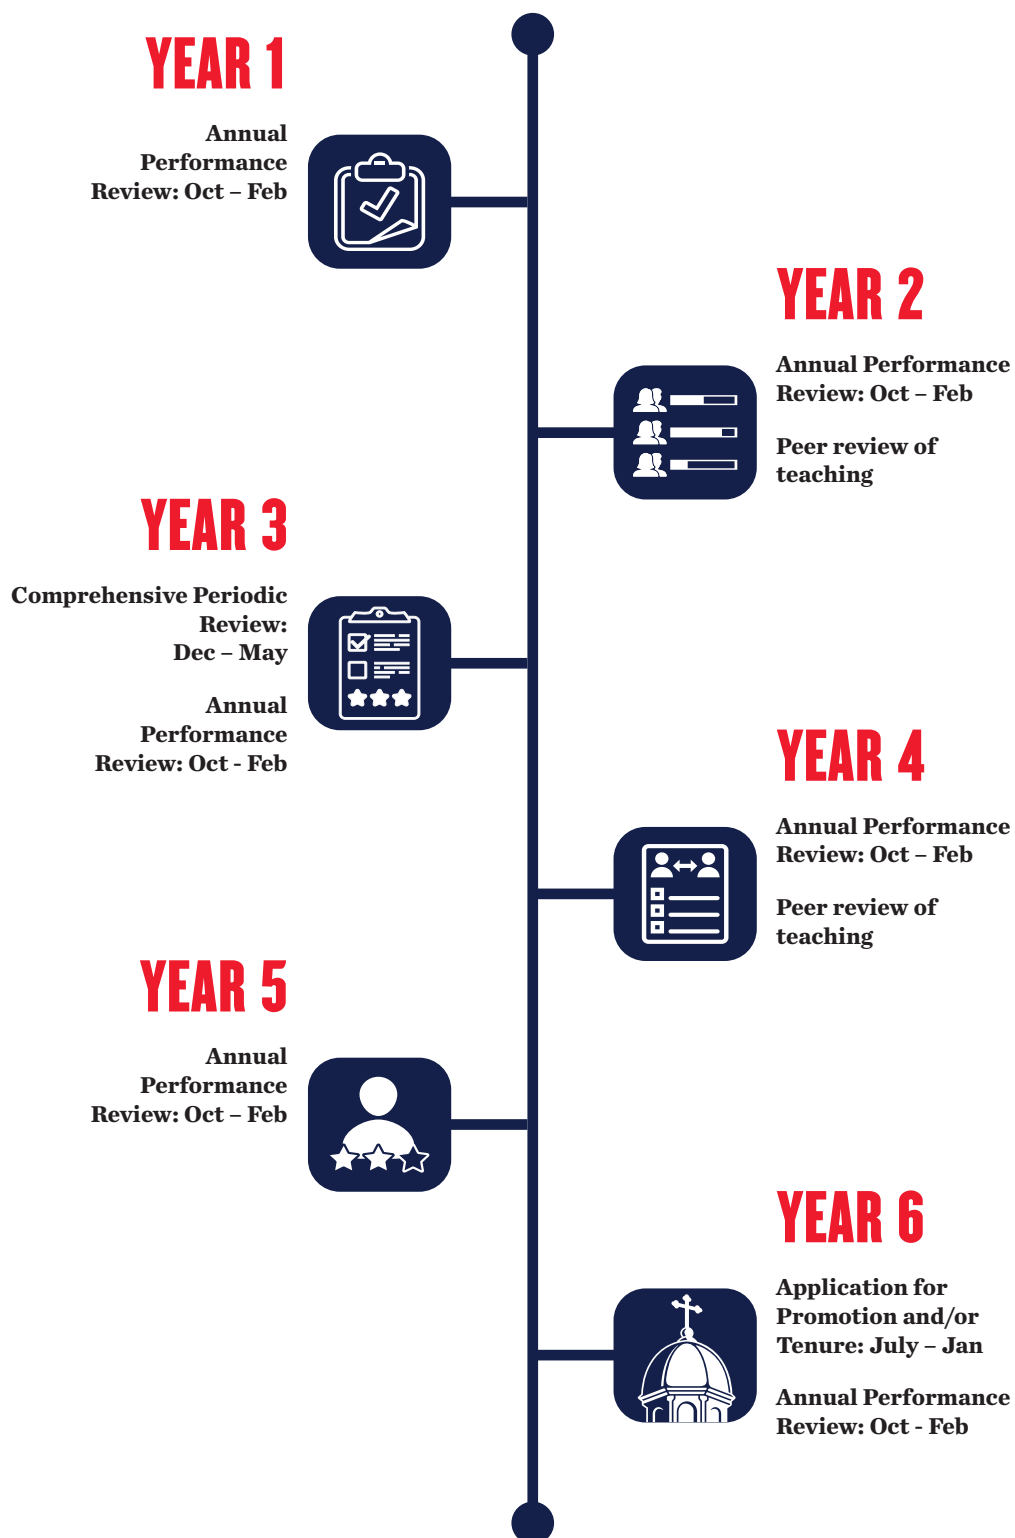 YEAR 1
Annual
Performance
Review: Oct – Feb
YEAR 2
Annual Performance
Review: Oct – Feb
Peer review of
teaching
YEAR 3
Comprehensive Periodic
Review:
Dec – May
Annual
Performance
Review: Oct - Feb
YEAR 4
Annual Performance
Review: Oct – Feb
Peer review of
teaching
YEAR 5
Annual
Performance
Review: Oct – Feb
YEAR 6
Application for
Promotion and/or
Tenure: July – Jan
Annual Performance
Review: Oct - Feb